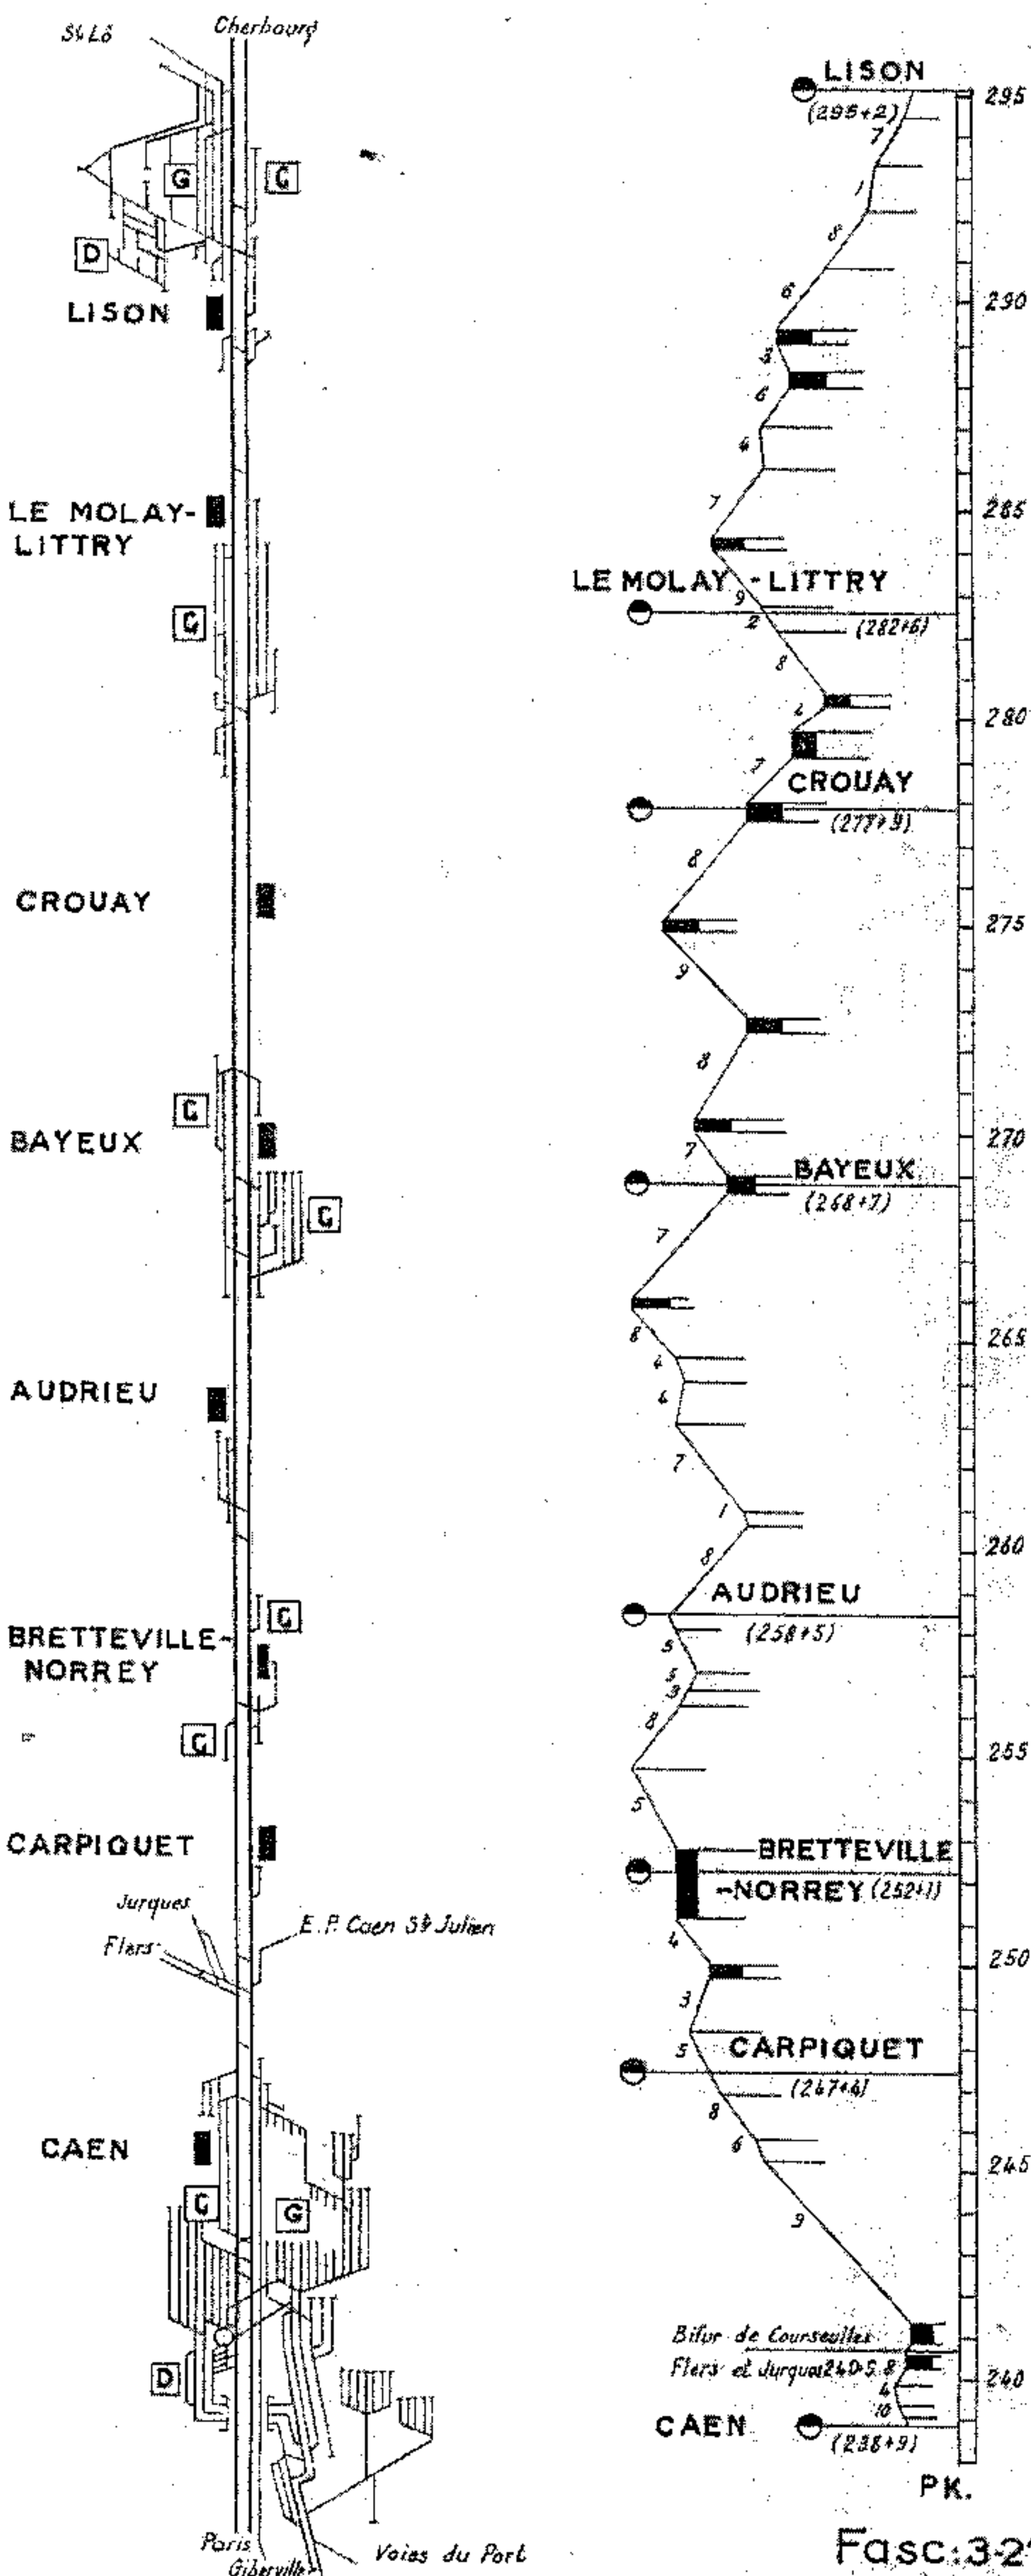 St Lô
Cherbourg
G
G
D
LISON
LE MOLAY-
LITTRY
G
CROUAY
G
BAYEUX
G
AUDRIEU
G
BRETTEVILLE-
NORREY
G
CARPIQUET
Jurques
Flers
E.P. Caen St Julien
CAEN
G
G
D
Paris
Giberville
Voies du Port
LISON
(295+2)
295
7
1
8
6
290
5
6
4
7
285
LE MOLAY-LITTRY
9
2
(282+6)
8
280
7
CROUAY
(277+9)
8
275
9
8
270
7
BAYEUX
(268+7)
7
265
8
4
4
7
1
260
8
AUDRIEU
(258+5)
5
5
3
8
255
5
BRETTEVILLE
-NORREY (252+1)
4
250
3
5
CARPIQUET
(247+4)
8
6
245
9
Bifur de Courseulles
Flers et Jurques 240+5
8
240
4
10
CAEN
(238+9)
PK.
Fasc: 3-2